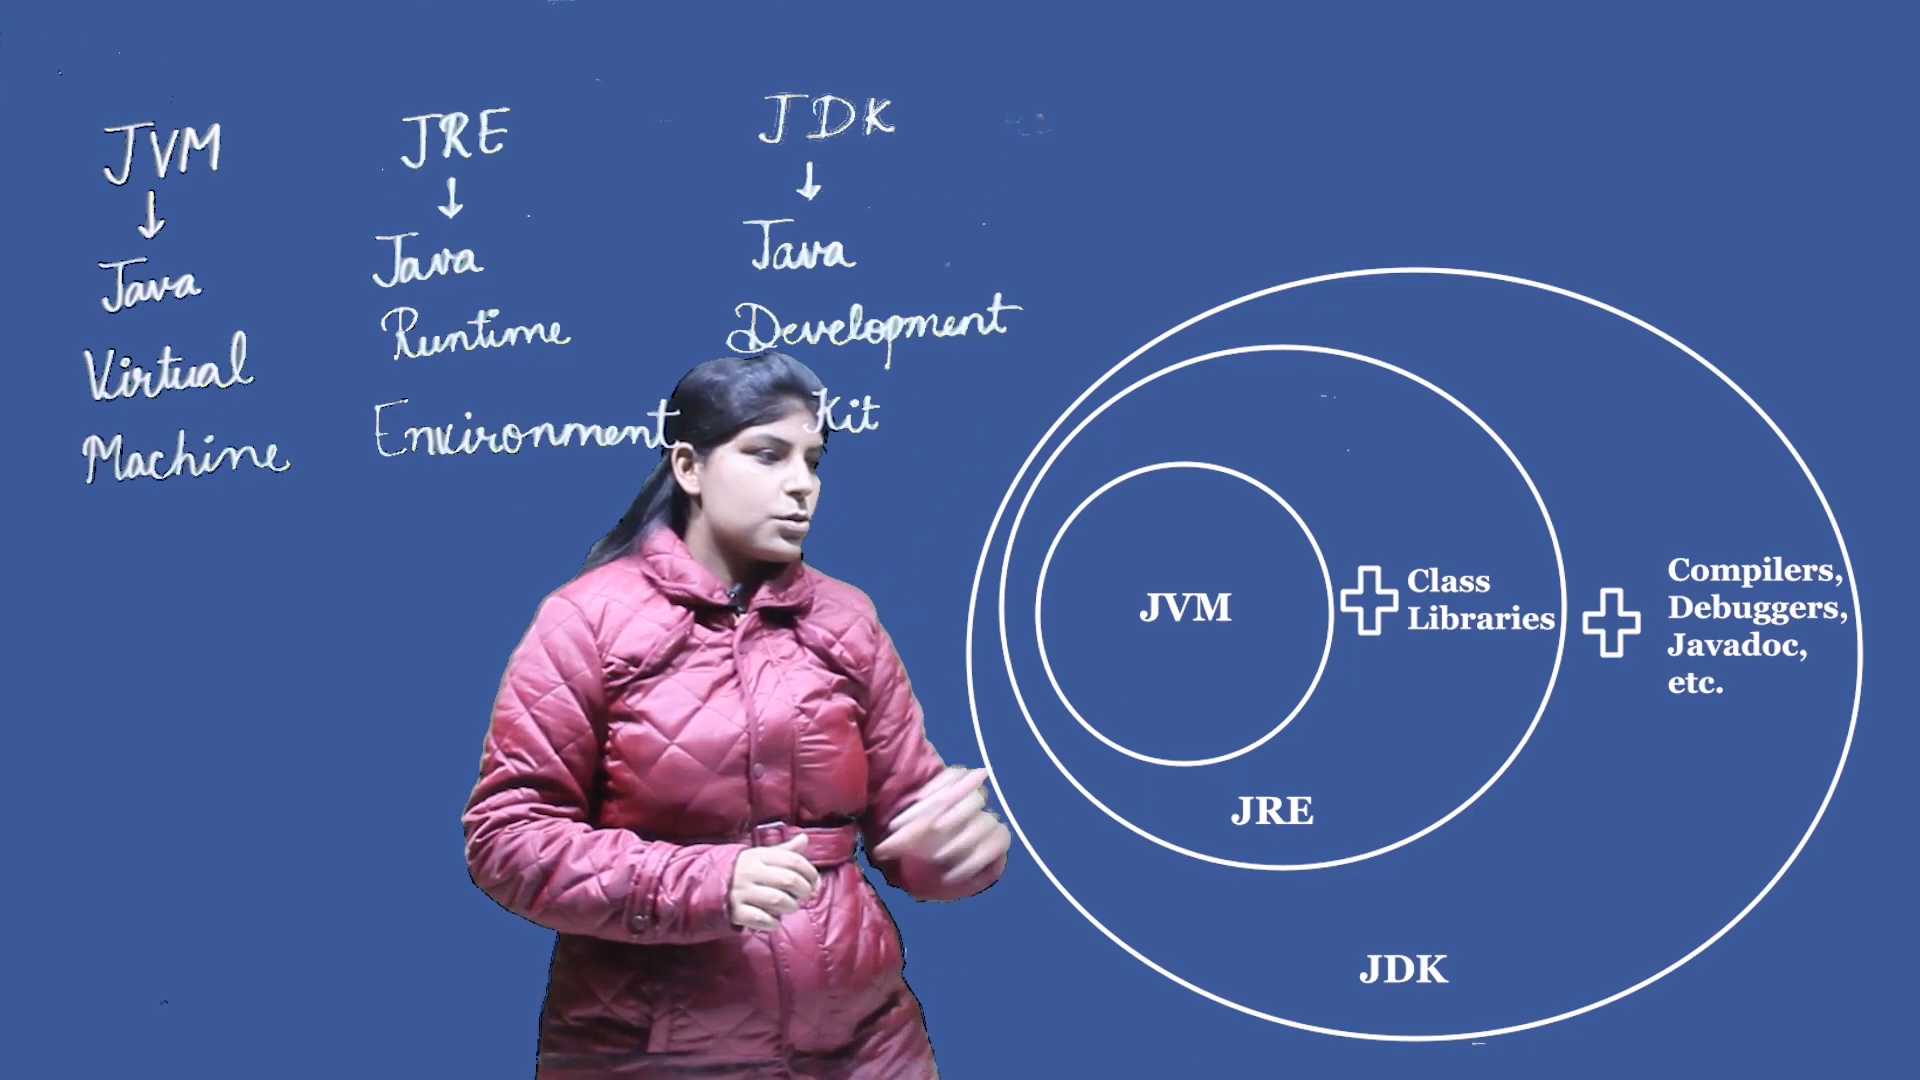 JVM
↓
Java
Virtual
Machine
JRE
↓
Java
Runtime
Environment
JDK
↓
Java
Development
Kit
JVM
Class
Libraries
JRE
Compilers,
Debuggers,
Javadoc,
etc.
JDK